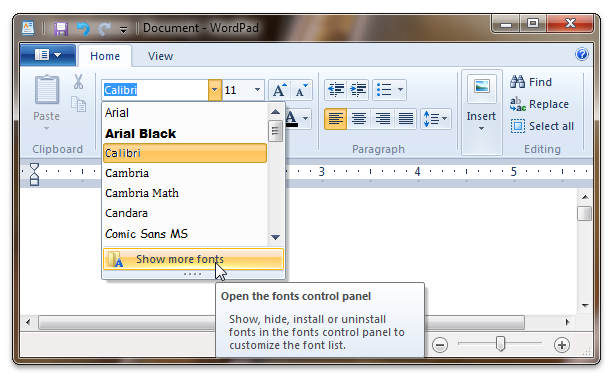 Document - WordPad
Home View
Calibri 11
Paste
Clipboard
Arial
Arial Black
Calibri
Cambria
Cambria Math
Candara
Comic Sans MS
Show more fonts
A A
A
Paragraph
Insert
Find
Replace
Select all
Editing
3 4 5
Open the fonts control panel
Show, hide, install or uninstall
fonts in the fonts control panel to
customize the font list.